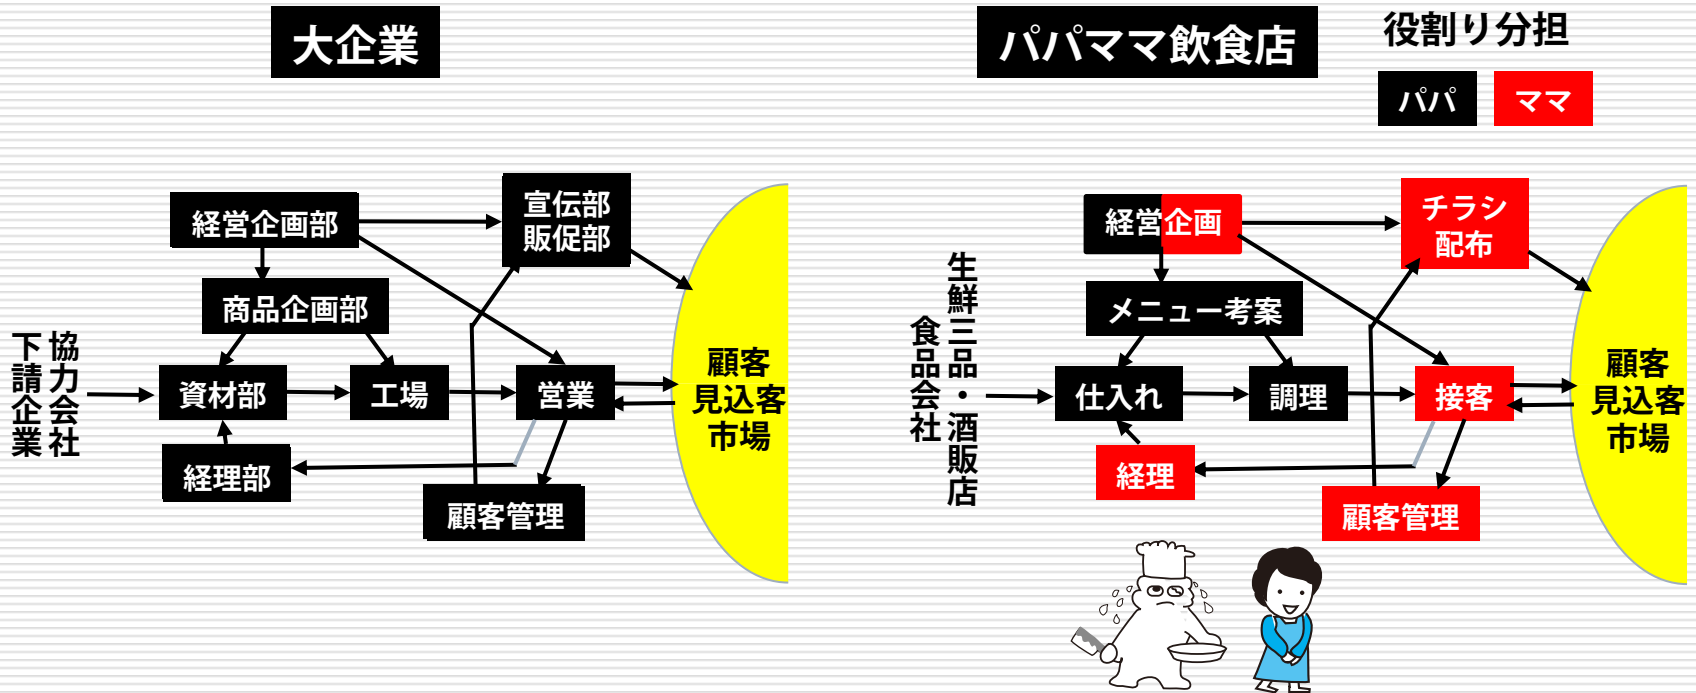 大企業
経営企画部
宣伝部
販促部
商品企画部
協力会社
下請企業
資材部
工場
営業
顧客
見込客
市場
経理部
顧客管理
パパママ飲食店
役割り分担
パパ
ママ
経営企画
チラシ
配布
メニュー考案
生鮮三品・酒販店
食品会社
仕入れ
調理
接客
顧客
見込客
市場
経理
顧客管理